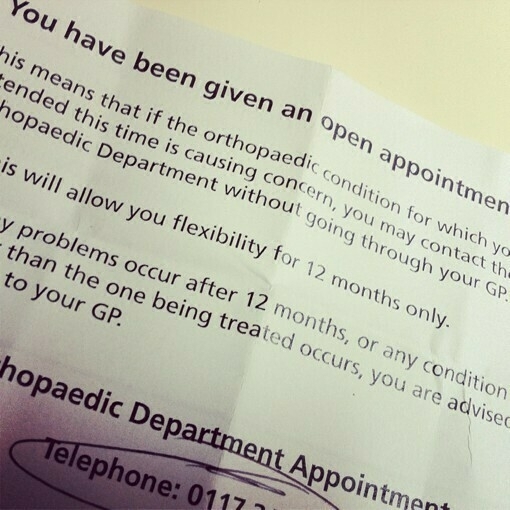 You have been given an open appointmen
his means that if the orthopaedic condition for which yo
tended this time is causing concern, you may contact the
hopaedic Department without going through your GP.
is will allow you flexibility for 12 months only.
y problems occur after 12 months, or any condition
than the one being treated occurs, you are advised
to your GP.
hopaedic Department Appointment
Telephone: 0117